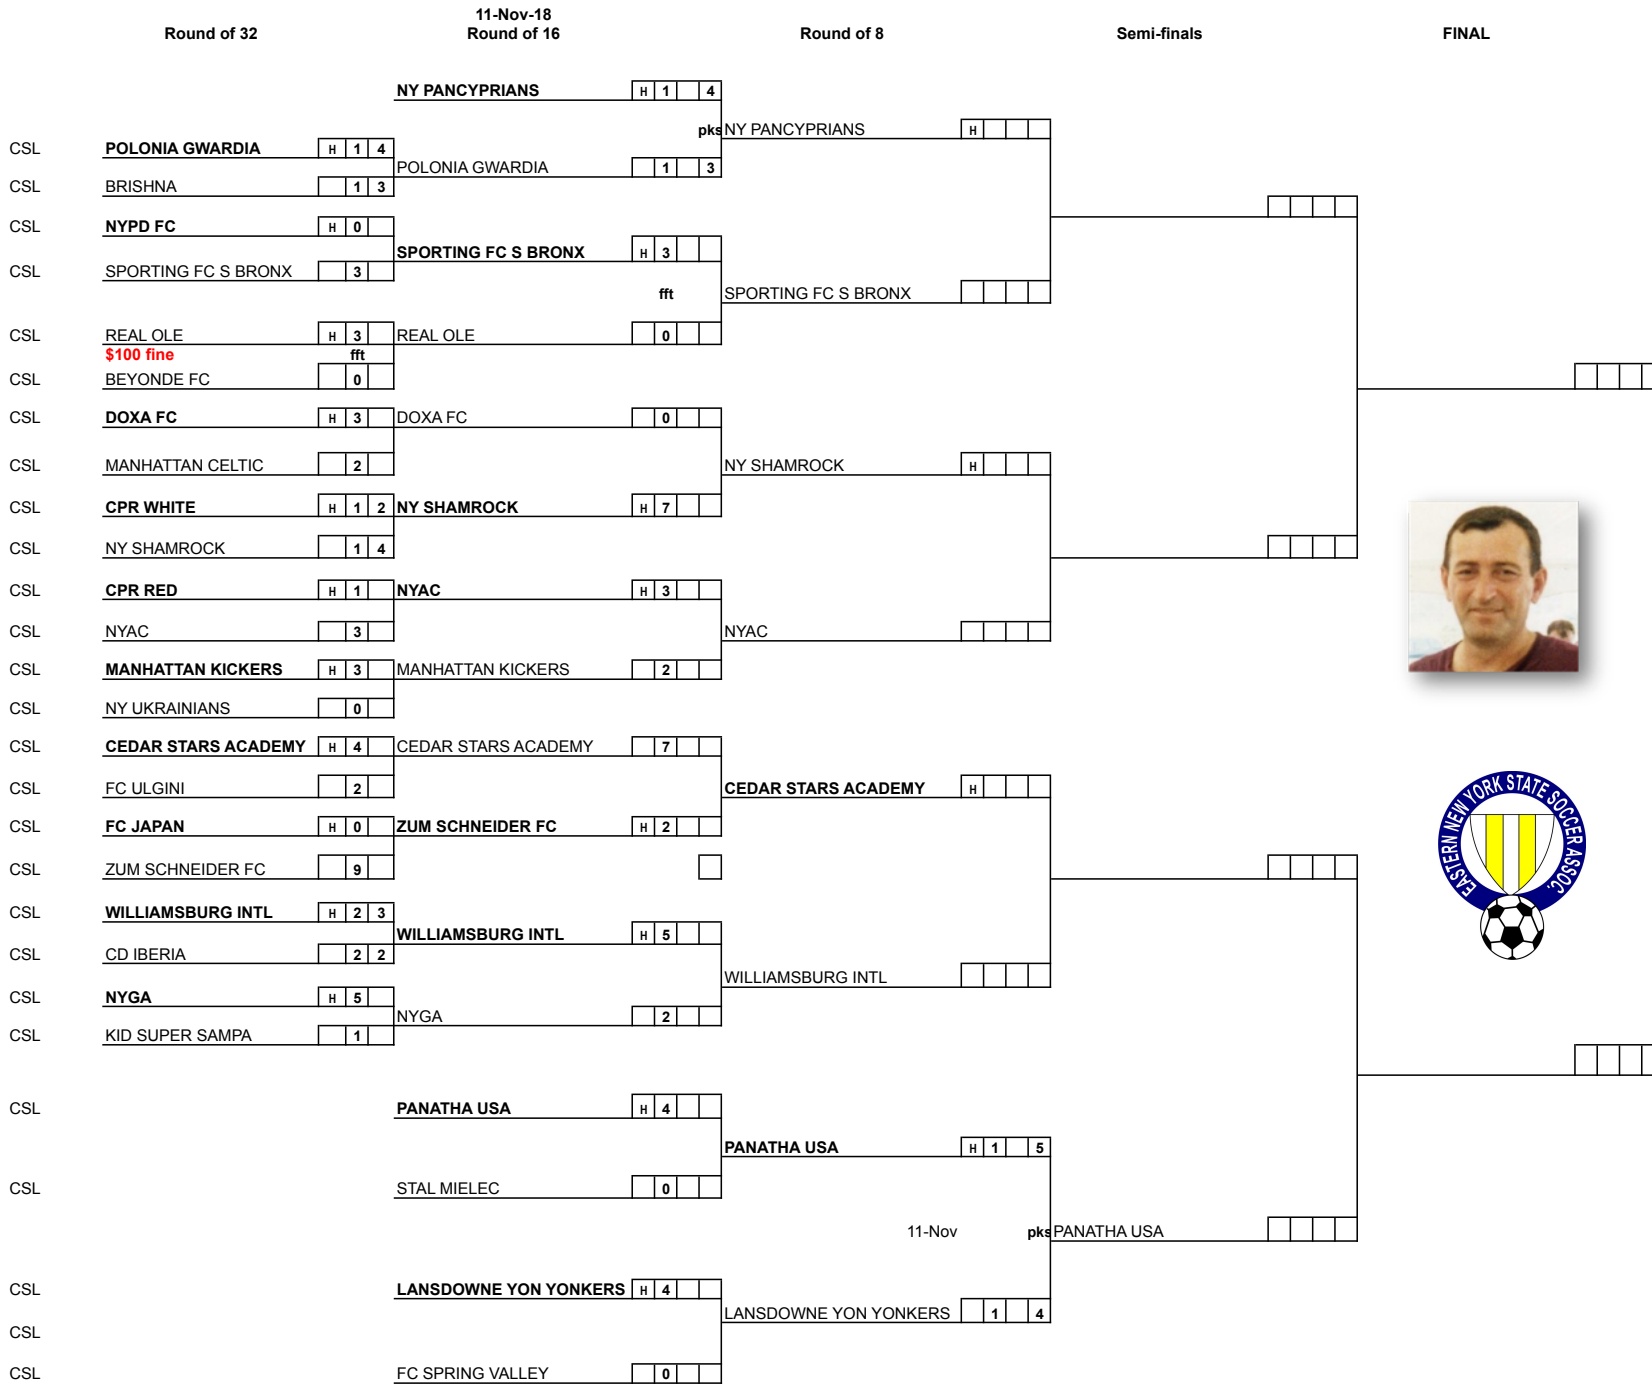 11-Nov-18
Round of 32 Round of 16 Round of 8 Semi-finals FINAL
NY PANCYPRIANS H 1 4
pks NY PANCYPRIANS H
CSL POLONIA GWARDIA H 1 4
POLONIA GWARDIA 1 3
CSL BRISHNA 1 3
CSL NYPD FC H 0
SPORTING FC S BRONX H 3
CSL SPORTING FC S BRONX 3
fft SPORTING FC S BRONX
CSL REAL OLE H 3 REAL OLE 0
$100 fine fft
CSL BEYONDE FC 0
CSL DOXA FC H 3 DOXA FC 0
CSL MANHATTAN CELTIC 2 NY SHAMROCK H
CSL CPR WHITE H 1 2 NY SHAMROCK H 7
CSL NY SHAMROCK 1 4
CSL CPR RED H 1 NYAC H 3
CSL NYAC 3 NYAC
CSL MANHATTAN KICKERS H 3 MANHATTAN KICKERS 2
CSL NY UKRAINIANS 0
CSL CEDAR STARS ACADEMY H 4 CEDAR STARS ACADEMY 7
CSL FC ULGINI 2 CEDAR STARS ACADEMY H
CSL FC JAPAN H 0 ZUM SCHNEIDER FC H 2
EASTERN NEW YORK STATE SOCCER ASSOC.
CSL ZUM SCHNEIDER FC 9
CSL WILLIAMSBURG INTL H 2 3
WILLIAMSBURG INTL H 5
CSL CD IBERIA 2 2
WILLIAMSBURG INTL
CSL NYGA H 5
NYGA 2
CSL KID SUPER SAMPA 1
CSL PANATHA USA H 4
PANATHA USA H 1 5
CSL STAL MIELEC 0
11-Nov pks PANATHA USA
CSL LANSDOWNE YON YONKERS H 4
LANSDOWNE YON YONKERS 1 4
CSL
CSL FC SPRING VALLEY 0